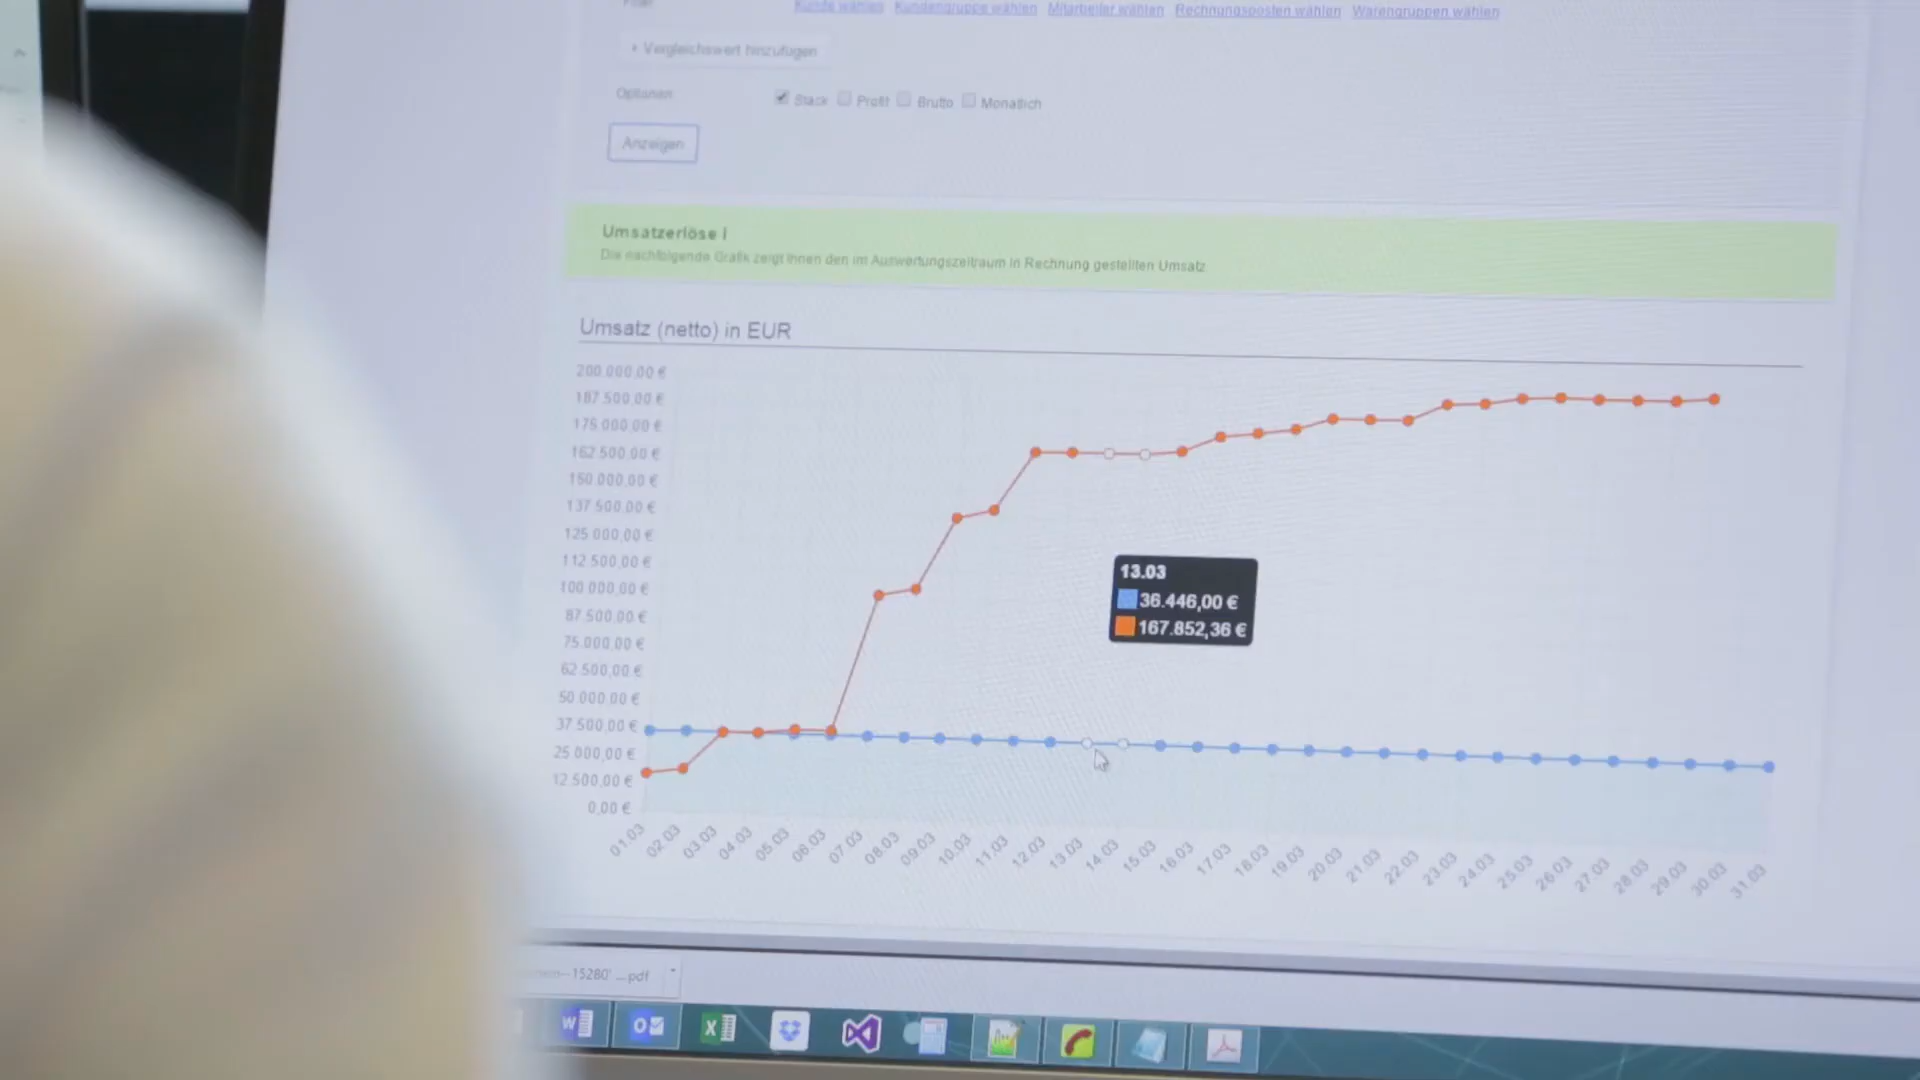 Filter
Kunde wählen Kundengruppe wählen Mitarbeiter wählen Rechnungsposten wählen Warengruppen wählen
+ Vergleichswert hinzufügen
Optionen
Stack Profit Brutto Monatlich
Anzeigen
Umsatzerlöse I
Die nachfolgende Grafik zeigt Ihnen den im Auswertungszeitraum in Rechnung gestellten Umsatz
Umsatz (netto) in EUR
200.000,00 €
187.500,00 €
175.000,00 €
162.500,00 €
150.000,00 €
137.500,00 €
125.000,00 €
112.500,00 €
100.000,00 €
87.500,00 €
75.000,00 €
62.500,00 €
50.000,00 €
37.500,00 €
25.000,00 €
12.500,00 €
0,00 €
13.03
36.446,00 €
167.852,36 €
01.03 02.03 03.03 04.03 05.03 06.03 07.03 08.03 09.03 10.03 11.03 12.03 13.03 14.03 15.03 16.03 17.03 18.03 19.03 20.03 21.03 22.03 23.03 24.03 25.03 26.03 27.03 28.03 29.03 30.03 31.03
15280' ....pdf